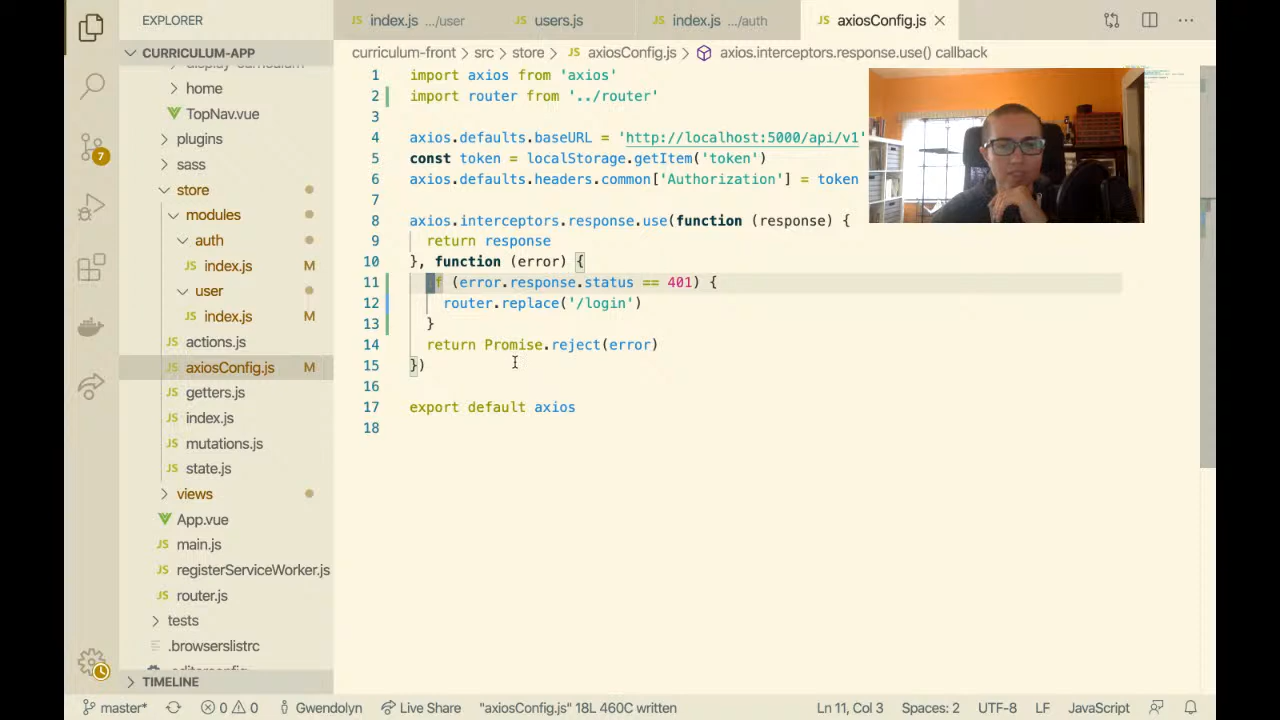 EXPLORER
CURRICULUM-APP
display-curriculum
home
TopNav.vue
plugins
sass
store
modules
auth
JS index.js M
user
JS index.js M
JS actions.js
JS axiosConfig.js M
JS getters.js
JS index.js
JS mutations.js
JS state.js
views
App.vue
JS main.js
JS registerServiceWorker.js
JS router.js
tests
.browserslistrc
.editorconfig
TIMELINE
7
JS index.js .../user
JS users.js
JS index.js .../auth
JS axiosConfig.js
curriculum-front > src > store > JS axiosConfig.js > axios.interceptors.response.use() callback
1 import axios from 'axios'
2 import router from '../router'
3
4 axios.defaults.baseURL = 'http://localhost:5000/api/v1'
5 const token = localStorage.getItem('token')
6 axios.defaults.headers.common['Authorization'] = token
7
8 axios.interceptors.response.use(function (response) {
9 return response
10 }, function (error) {
11 if (error.response.status == 401) {
12 router.replace('/login')
13 }
14 return Promise.reject(error)
15 })
16
17 export default axios
18
master* 0 0 Gwendolyn Live Share "axiosConfig.js" 18L 460C written Ln 11, Col 3 Spaces: 2 UTF-8 LF JavaScript